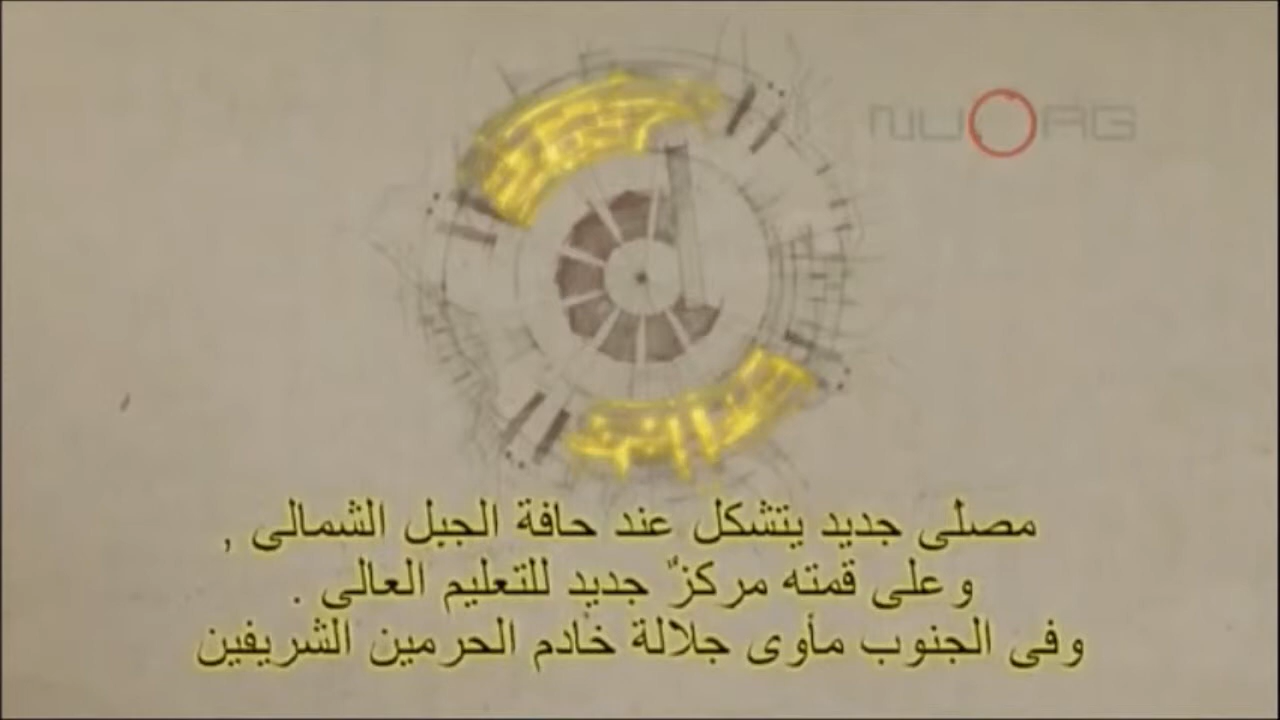 NUORG
مصلّى جديد يتشكل عند حافة الجبل الشمالى ,
وعلى قمته مركزٌ جديد للتعليم العالى .
وفى الجنوب مأوى جلالة خادم الحرمين الشريفين